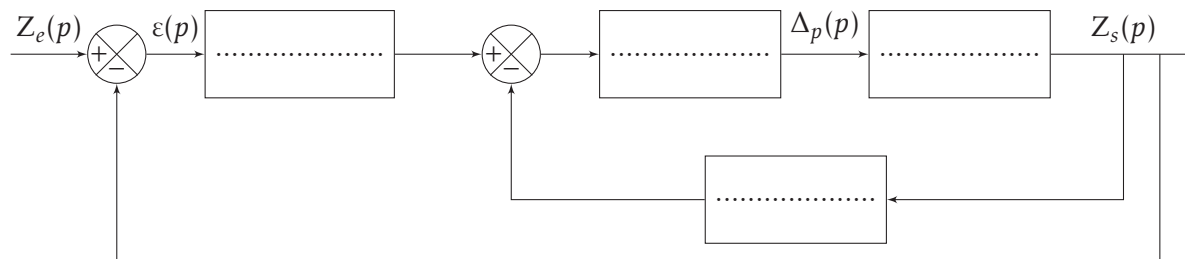 Z_e(p) ε(p) Δ_p(p) Z_s(p)
+ − + −